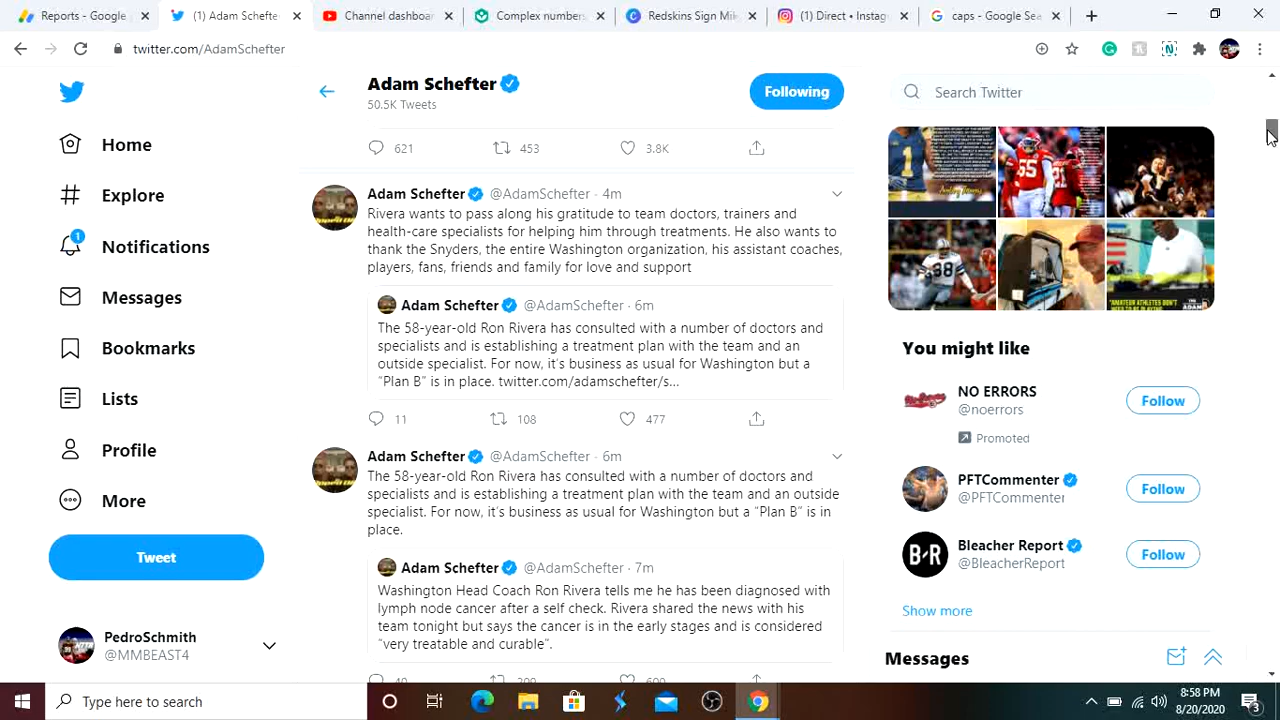 Reports - Google
(1) Adam Schefte
Channel dashboa
Complex numbers
Redskins Sign Mik
(1) Direct • Instag
caps - Google Sea
twitter.com/AdamSchefter
Home
Explore
1
Notifications
Messages
Bookmarks
Lists
Profile
More
Tweet
PedroSchmith
@MMBEAST4
Adam Schefter
50.5K Tweets
Following
621 453 3.8K
Adam Schefter @AdamSchefter · 4m
Rivera wants to pass along his gratitude to team doctors, trainers and
health-care specialists for helping him through treatments. He also wants to
thank the Snyders, the entire Washington organization, his assistant coaches,
players, fans, friends and family for love and support
Adam Schefter @AdamSchefter · 6m
The 58-year-old Ron Rivera has consulted with a number of doctors and
specialists and is establishing a treatment plan with the team and an
outside specialist. For now, it’s business as usual for Washington but a
“Plan B” is in place. twitter.com/adamschefter/s...
11 108 477
Adam Schefter @AdamSchefter · 6m
The 58-year-old Ron Rivera has consulted with a number of doctors and
specialists and is establishing a treatment plan with the team and an outside
specialist. For now, it’s business as usual for Washington but a “Plan B” is in
place.
Adam Schefter @AdamSchefter · 7m
Washington Head Coach Ron Rivera tells me he has been diagnosed with
lymph node cancer after a self check. Rivera shared the news with his
team tonight but says the cancer is in the early stages and is considered
“very treatable and curable”.
Search Twitter
You might like
NO ERRORS
@noerrors
Promoted
Follow
PFTCommenter
@PFTCommenter
Follow
B/R
Bleacher Report
@BleacherReport
Follow
Show more
Messages
Type here to search
8:58 PM
8/20/2020
3